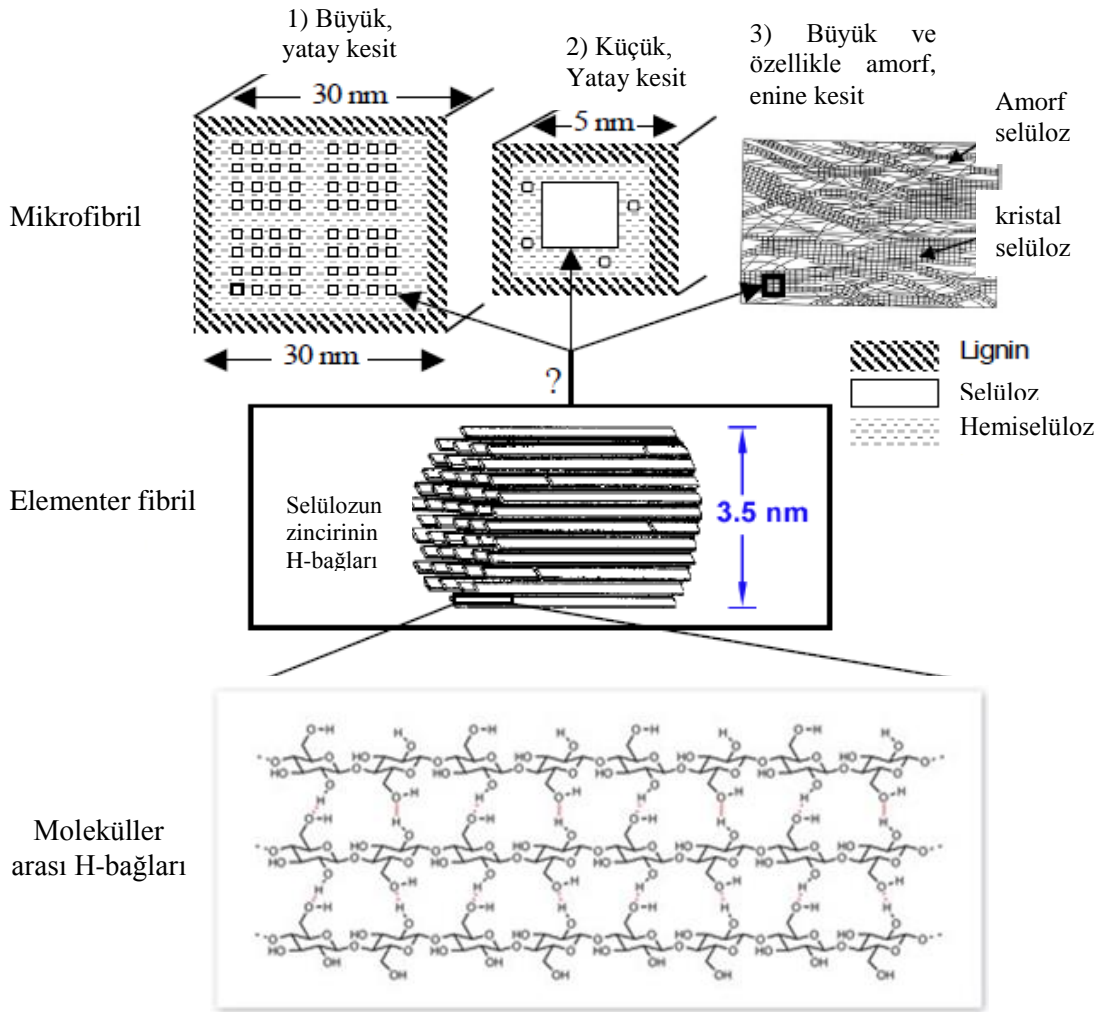 1) Büyük,
yatay kesit
2) Küçük,
Yatay kesit
3) Büyük ve
özellikle amorf,
enine kesit
30 nm
5 nm
Amorf
selüloz
Mikrofibril
kristal
selüloz
30 nm
?
Lignin
Selüloz
Hemiselüloz
Elementer fibril
Selülozun
zincirinin
H-bağları
3.5 nm
Moleküller
arası H-bağları